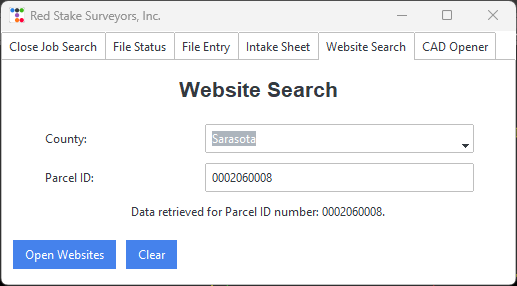 Red Stake Surveyors, Inc.
Close Job Search File Status File Entry Intake Sheet Website Search CAD Opener
Website Search
County: Sarasota
Parcel ID: 0002060008
Data retrieved for Parcel ID number: 0002060008.
Open Websites Clear